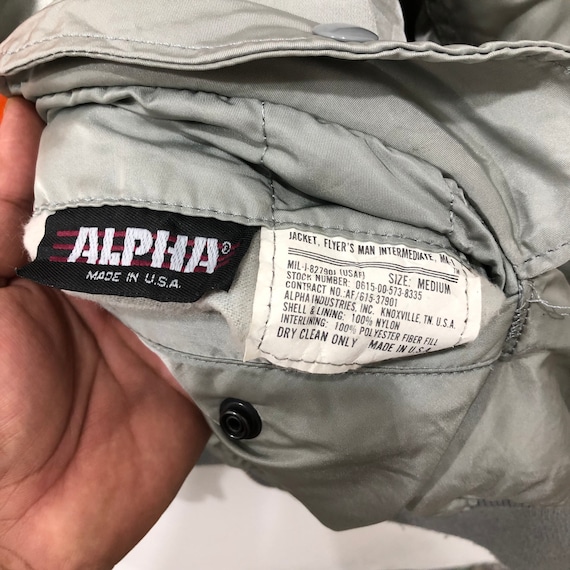 ALPHA®
MADE IN U.S.A.
JACKET, FLYER'S MAN INTERMEDIATE, MA-1
MIL-I-82790J (USAF) SIZE: MEDIUM
STOCK NUMBER: 0615-00-573-8335
CONTRACT NO. AF/615-37901
ALPHA INDUSTRIES, INC. KNOXVILLE, TN. U.S.A.
SHELL & LINING: 100% NYLON
INTERLINING: 100% POLYESTER FIBER FILL
DRY CLEAN ONLY MADE IN U.S.A.